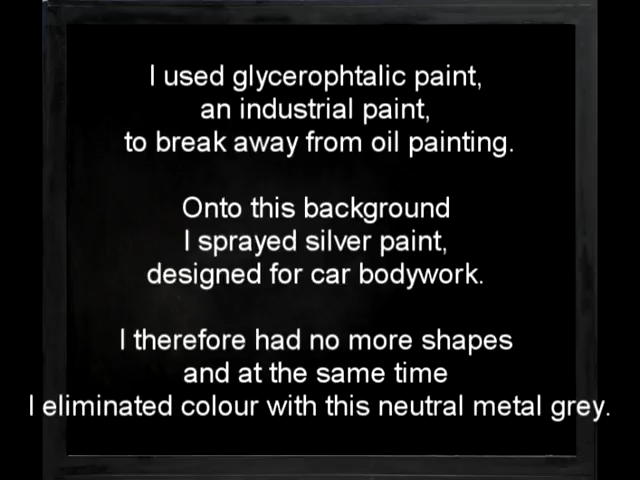 I used glycerophtalic paint,
an industrial paint,
to break away from oil painting.
Onto this background
I sprayed silver paint,
designed for car bodywork.
I therefore had no more shapes
and at the same time
I eliminated colour with this neutral metal grey.